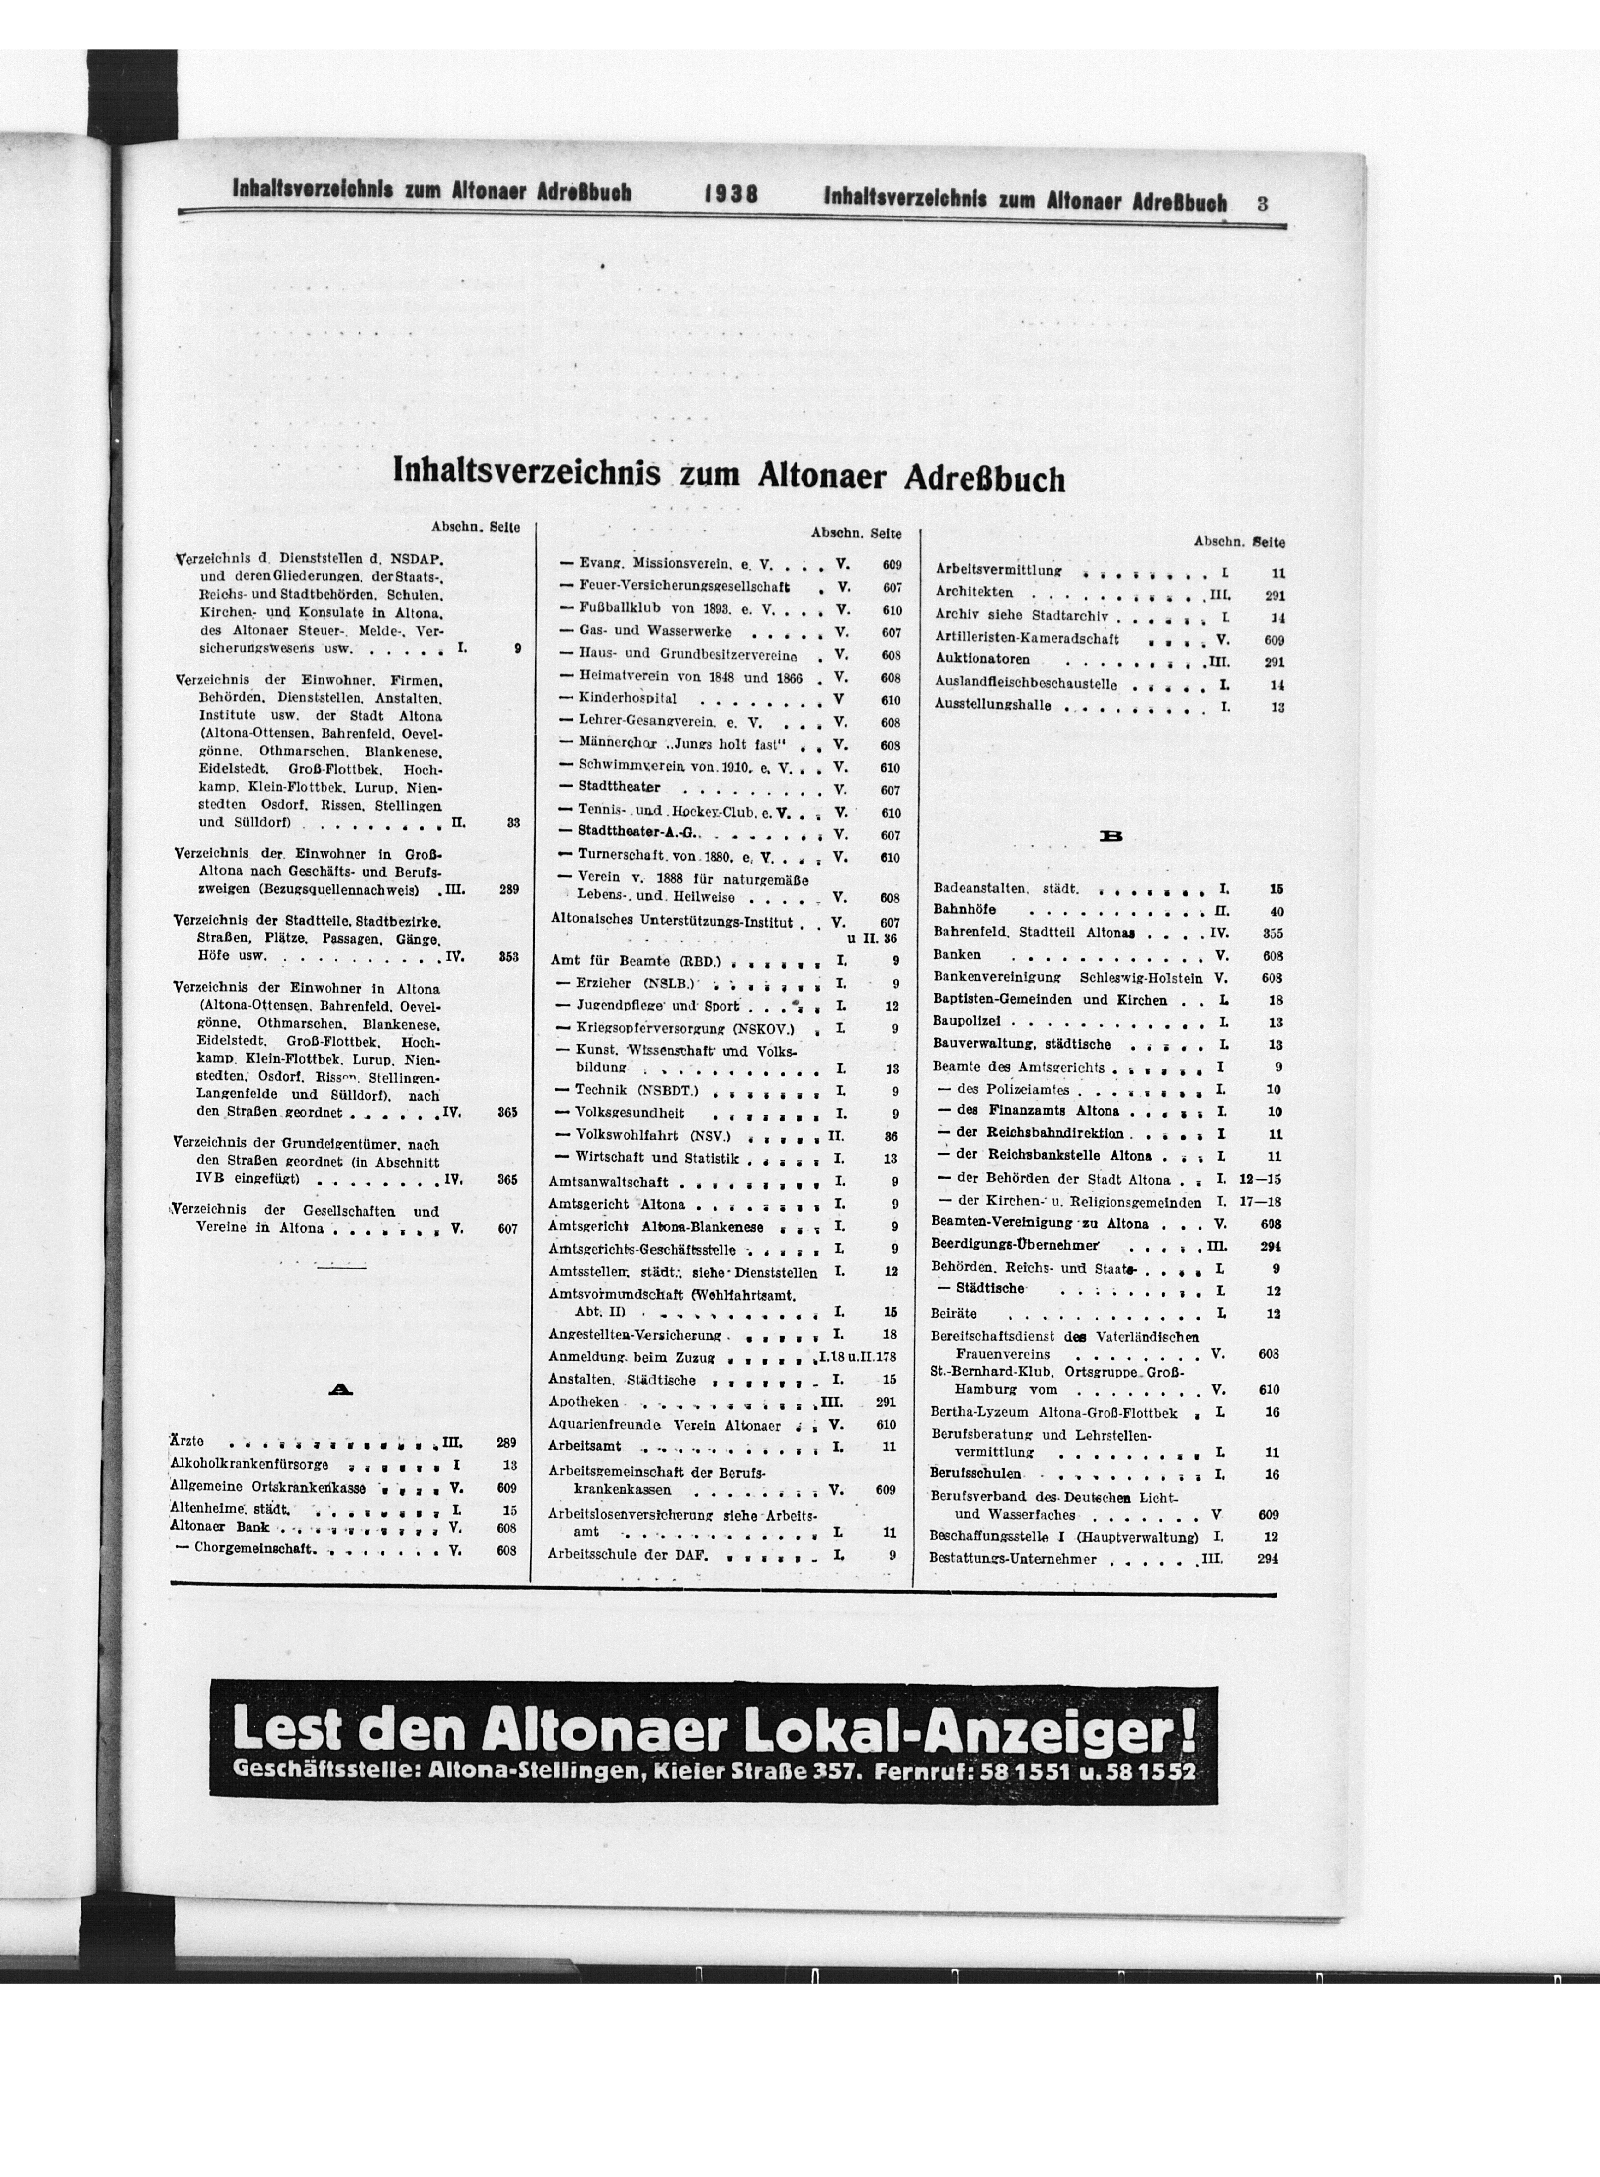 Inhaltsverzeichnis zum Altonaer Adreßbuch 1938 Inhaltsverzeichnis zum Altonaer Adreßbuch 3
Inhaltsverzeichnis zum Altonaer Adreßbuch
Abschn. Seite
Verzeichnis d. Dienststellen d. NSDAP.
und deren Gliederungen, der Staats-,
Reichs- und Stadtbehörden, Schulen,
Kirchen- und Konsulate in Altona,
des Altonaer Steuer-, Melde-, Ver-
sicherungswesens usw. . . . . . I. 9
Verzeichnis der Einwohner, Firmen,
Behörden, Dienststellen, Anstalten,
Institute usw. der Stadt Altona
(Altona-Ottensen, Bahrenfeld, Oevel-
gönne, Othmarschen, Blankenese,
Eidelstedt, Groß-Flottbek, Hoch-
kamp, Klein-Flottbek, Lurup, Nien-
stedten Osdorf, Rissen, Stellingen
und Sülldorf) . . . . . . . . II. 33
Verzeichnis der Einwohner in Groß-
Altona nach Geschäfts- und Berufs-
zweigen (Bezugsquellennachweis) . III. 289
Verzeichnis der Stadtteile, Stadtbezirke,
Straßen, Plätze, Passagen, Gänge,
Höfe usw. . . . . . . . . . . IV. 353
Verzeichnis der Einwohner in Altona
(Altona-Ottensen, Bahrenfeld, Oevel-
gönne, Othmarschen, Blankenese,
Eidelstedt, Groß-Flottbek, Hoch-
kamp, Klein-Flottbek, Lurup, Nien-
stedten, Osdorf, Rissen, Stellingen-
Langenfelde und Sülldorf), nach
den Straßen geordnet . . . . . . IV. 365
Verzeichnis der Grundeigentümer, nach
den Straßen geordnet (in Abschnitt
IVB eingefügt) . . . . . . . . IV. 365
Verzeichnis der Gesellschaften und
Vereine in Altona . . . . . . . V. 607
A
Ärzte . . . . . . . . . . . . III. 289
Alkoholkrankenfürsorge . . . . . . I 13
Allgemeine Ortskrankenkasse . . . . V. 609
Altenheime, städt. . . . . . . . I. 15
Altonaer Bank . . . . . . . . . . V. 608
— Chorgemeinschaft. . . . . . . . V. 608
Abschn. Seite
— Evang. Missionsverein, e. V. . . . . V. 609
— Feuer-Versicherungsgesellschaft . V. 607
— Fußballklub von 1893, e. V. . . . V. 610
— Gas- und Wasserwerke . . . . . V. 607
— Haus- und Grundbesitzervereine . V. 608
— Heimatverein von 1848 und 1866 . V. 608
— Kinderhospital . . . . . . . . V 610
— Lehrer-Gesangverein, e. V. . . . V. 608
— Männerchor „Jungs holt fast“ . . V. 608
— Schwimmverein von 1910, e. V. . . V. 610
— Stadttheater . . . . . . . . . V. 607
— Tennis- und Hockey-Club, e. V. . . V. 610
— Stadttheater-A.-G. . . . . . . . V. 607
— Turnerschaft von 1880, e. V. . . . V. 610
— Verein v. 1888 für naturgemäße
Lebens- und Heilweise . . . . . V. 608
Altonaisches Unterstützungs-Institut . . V. 607
u II. 36
Amt für Beamte (RBD.) . . . . . . I. 9
— Erzieher (NSLB.) . . . . . . . I. 9
— Jugendpflege und Sport . . . . . I. 12
— Kriegsopferversorgung (NSKOV.) . I. 9
— Kunst, Wissenschaft und Volks-
bildung . . . . . . . . . . . I. 13
— Technik (NSBDT.) . . . . . . . I. 9
— Volksgesundheit . . . . . . . I. 9
— Volkswohlfahrt (NSV.) . . . . . II. 36
— Wirtschaft und Statistik . . . . . I. 13
Amtsanwaltschaft . . . . . . . . . I. 9
Amtsgericht Altona . . . . . . . . I. 9
Amtsgericht Altona-Blankenese . . . I. 9
Amtsgerichts-Geschäftsstelle . . . . . I. 9
Amtsstellen, städt., siehe Dienststellen I. 12
Amtsvormundschaft (Wohlfahrtsamt,
Abt. II) . . . . . . . . . . I. 15
Angestellten-Versicherung . . . . . . I. 18
Anmeldung beim Zuzug . . . . . . I. 18 u. II. 178
Anstalten, Städtische . . . . . . . I. 15
Apotheken . . . . . . . . . . . III. 291
Aquarienfreunde Verein Altonaer . . V. 610
Arbeitsamt . . . . . . . . . . . I. 11
Arbeitsgemeinschaft der Berufs-
krankenkassen . . . . . . . . V. 609
Arbeitslosenversicherung siehe Arbeits-
amt . . . . . . . . . . . . I. 11
Arbeitsschule der DAF. . . . . . . I. 9
Abschn. Seite
Arbeitsvermittlung . . . . . . . . I. 11
Architekten . . . . . . . . . . . III. 291
Archiv siehe Stadtarchiv . . . . . . I. 14
Artilleristen-Kameradschaft . . . . V. 609
Auktionatoren . . . . . . . . . III. 291
Auslandfleischbeschaustelle . . . . . I. 14
Ausstellungshalle . . . . . . . . . I. 13
B
Badeanstalten, städt. . . . . . . . I. 15
Bahnhöfe . . . . . . . . . . . II. 40
Bahrenfeld, Stadtteil Altonas . . . . IV. 355
Banken . . . . . . . . . . . . V. 608
Bankenvereinigung Schleswig-Holstein V. 608
Baptisten-Gemeinden und Kirchen . . I. 18
Baupolizei . . . . . . . . . . . . I. 13
Bauverwaltung, städtische . . . . . I. 13
Beamte des Amtsgerichts . . . . . . I 9
— des Polizeiamtes . . . . . . . . I. 10
— des Finanzamts Altona . . . . . I. 10
— der Reichsbahndirektion . . . . . I 11
— der Reichsbankstelle Altona . . . I. 11
— der Behörden der Stadt Altona . . I. 12—15
— der Kirchen- u. Religionsgemeinden I. 17—18
Beamten-Vereinigung zu Altona . . . V. 608
Beerdigungs-Übernehmer . . . . . III. 294
Behörden, Reichs- und Staats- . . . . I. 9
— Städtische . . . . . . . . . I. 12
Beiräte . . . . . . . . . . . . I. 12
Bereitschaftsdienst des Vaterländischen
Frauenvereins . . . . . . . . V. 608
St.-Bernhard-Klub, Ortsgruppe Groß-
Hamburg vom . . . . . . . . V. 610
Bertha-Lyzeum Altona-Groß-Flottbek . I. 16
Berufsberatung und Lehrstellen-
vermittlung . . . . . . . . . I. 11
Berufsschulen . . . . . . . . . . I. 16
Berufsverband des Deutschen Licht-
und Wasserfaches . . . . . . . V 609
Beschaffungsstelle I (Hauptverwaltung) I. 12
Bestattungs-Unternehmer . . . . . . III. 294
Lest den Altonaer Lokal-Anzeiger!
Geschäftsstelle: Altona-Stellingen, Kieler Straße 357. Fernruf: 58 1551 u. 58 1552